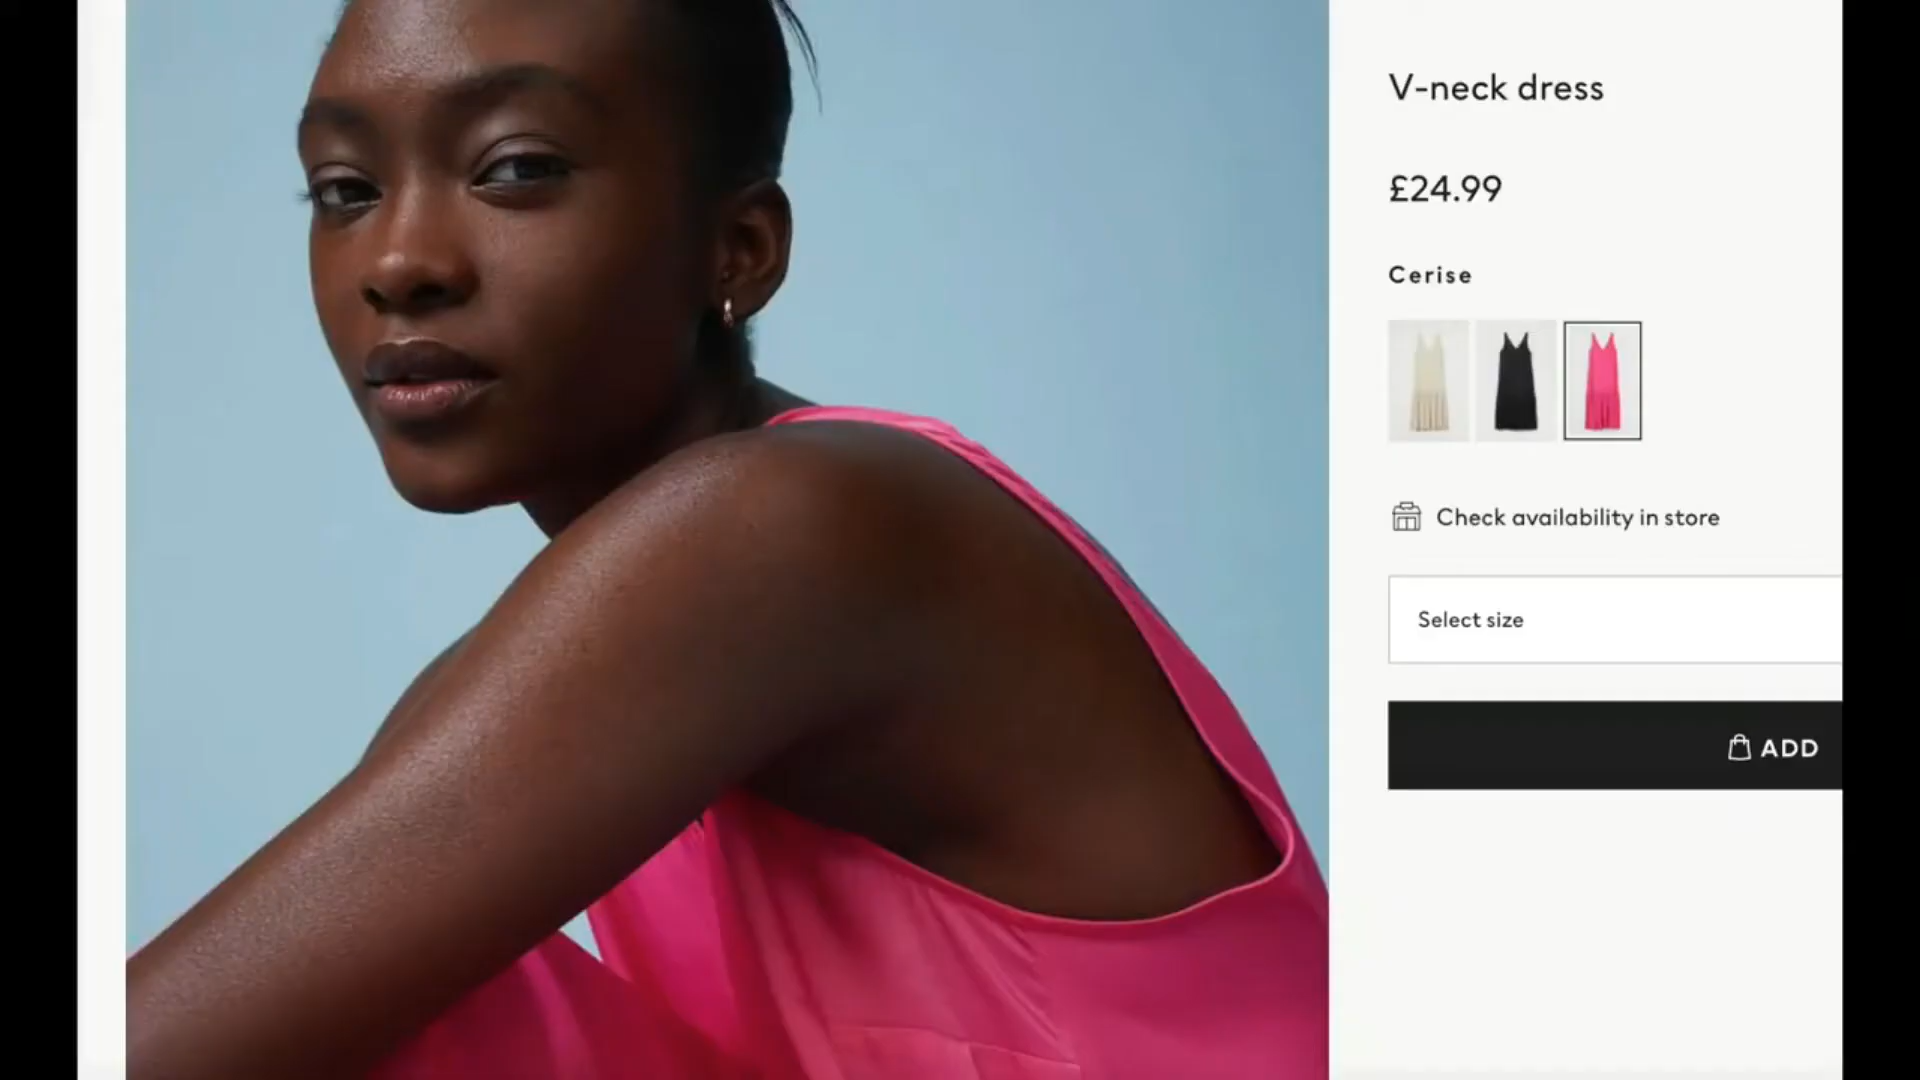 V-neck dress
£24.99
Cerise
Check availability in store
Select size
ADD